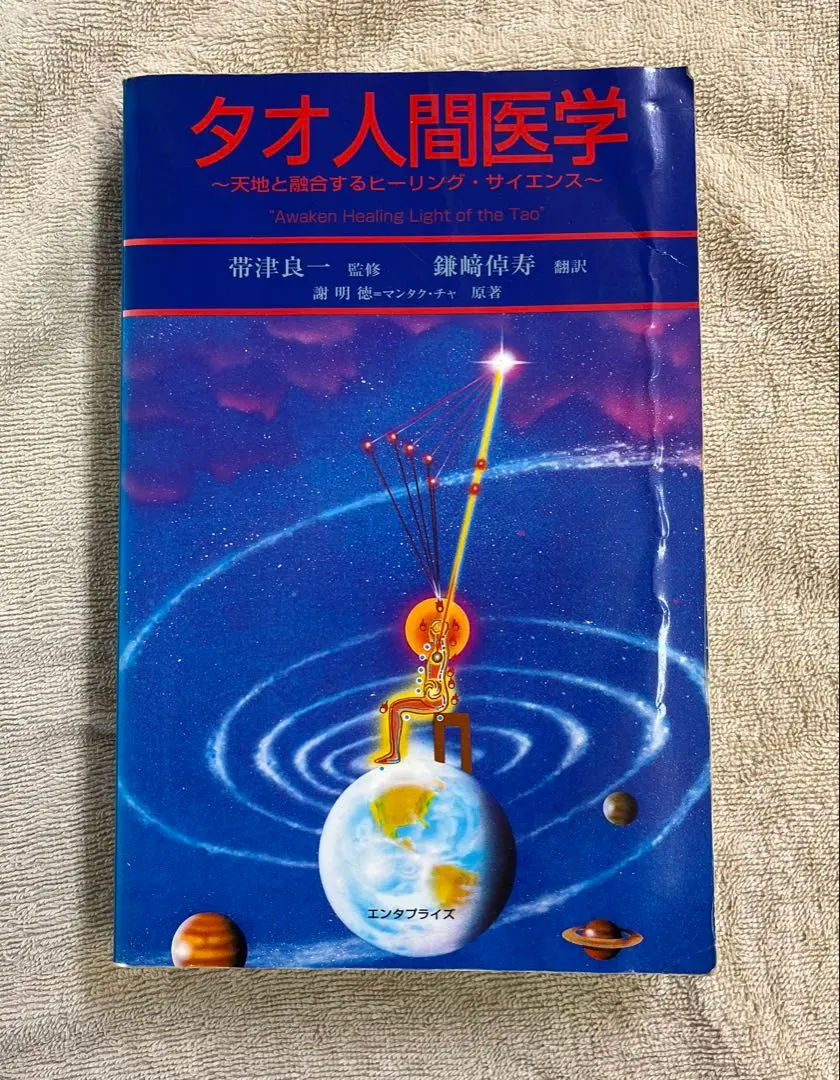 タオ人間医学
～天地と融合するヒーリング・サイエンス～
"Awaken Healing Light of the Tao"
帯津良一 監修 鎌﨑倬寿 翻訳
謝 明 徳=マンタク・チャ 原著
エンタプライズ